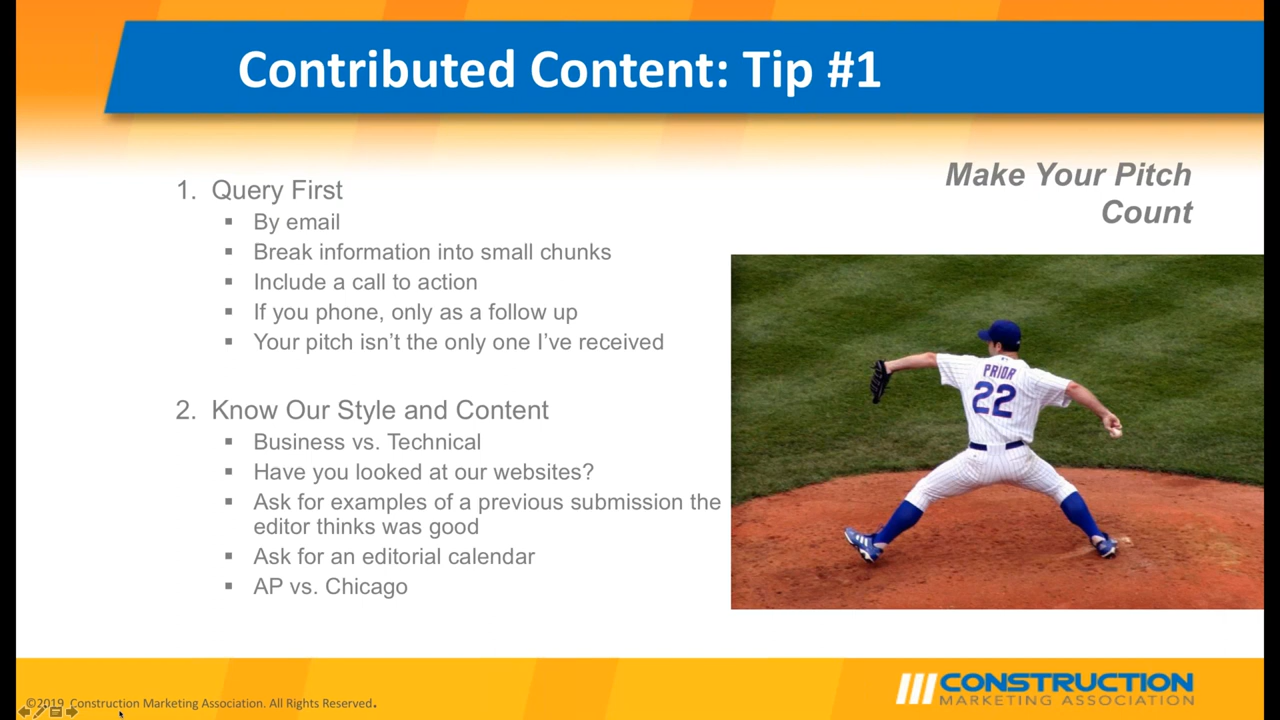 Contributed Content: Tip #1
Make Your Pitch
Count
1. Query First
▪ By email
▪ Break information into small chunks
▪ Include a call to action
▪ If you phone, only as a follow up
▪ Your pitch isn’t the only one I’ve received
2. Know Our Style and Content
▪ Business vs. Technical
▪ Have you looked at our websites?
▪ Ask for examples of a previous submission the
editor thinks was good
▪ Ask for an editorial calendar
▪ AP vs. Chicago
PRIOR
22
©2019 Construction Marketing Association. All Rights Reserved.
CONSTRUCTION
MARKETING ASSOCIATION